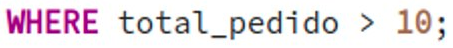 WHERE total_pedido > 10;